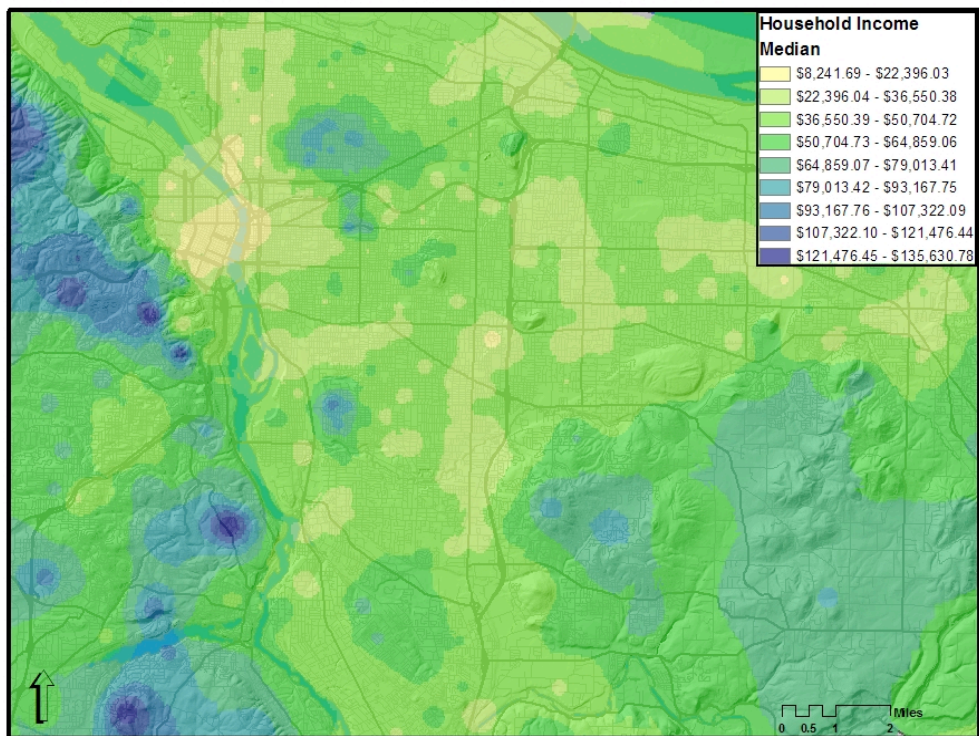 Household Income
Median
$8,241.69 - $22,396.03
$22,396.04 - $36,550.38
$36,550.39 - $50,704.72
$50,704.73 - $64,859.06
$64,859.07 - $79,013.41
$79,013.42 - $93,167.75
$93,167.76 - $107,322.09
$107,322.10 - $121,476.44
$121,476.45 - $135,630.78
Miles
0 0.5 1 2